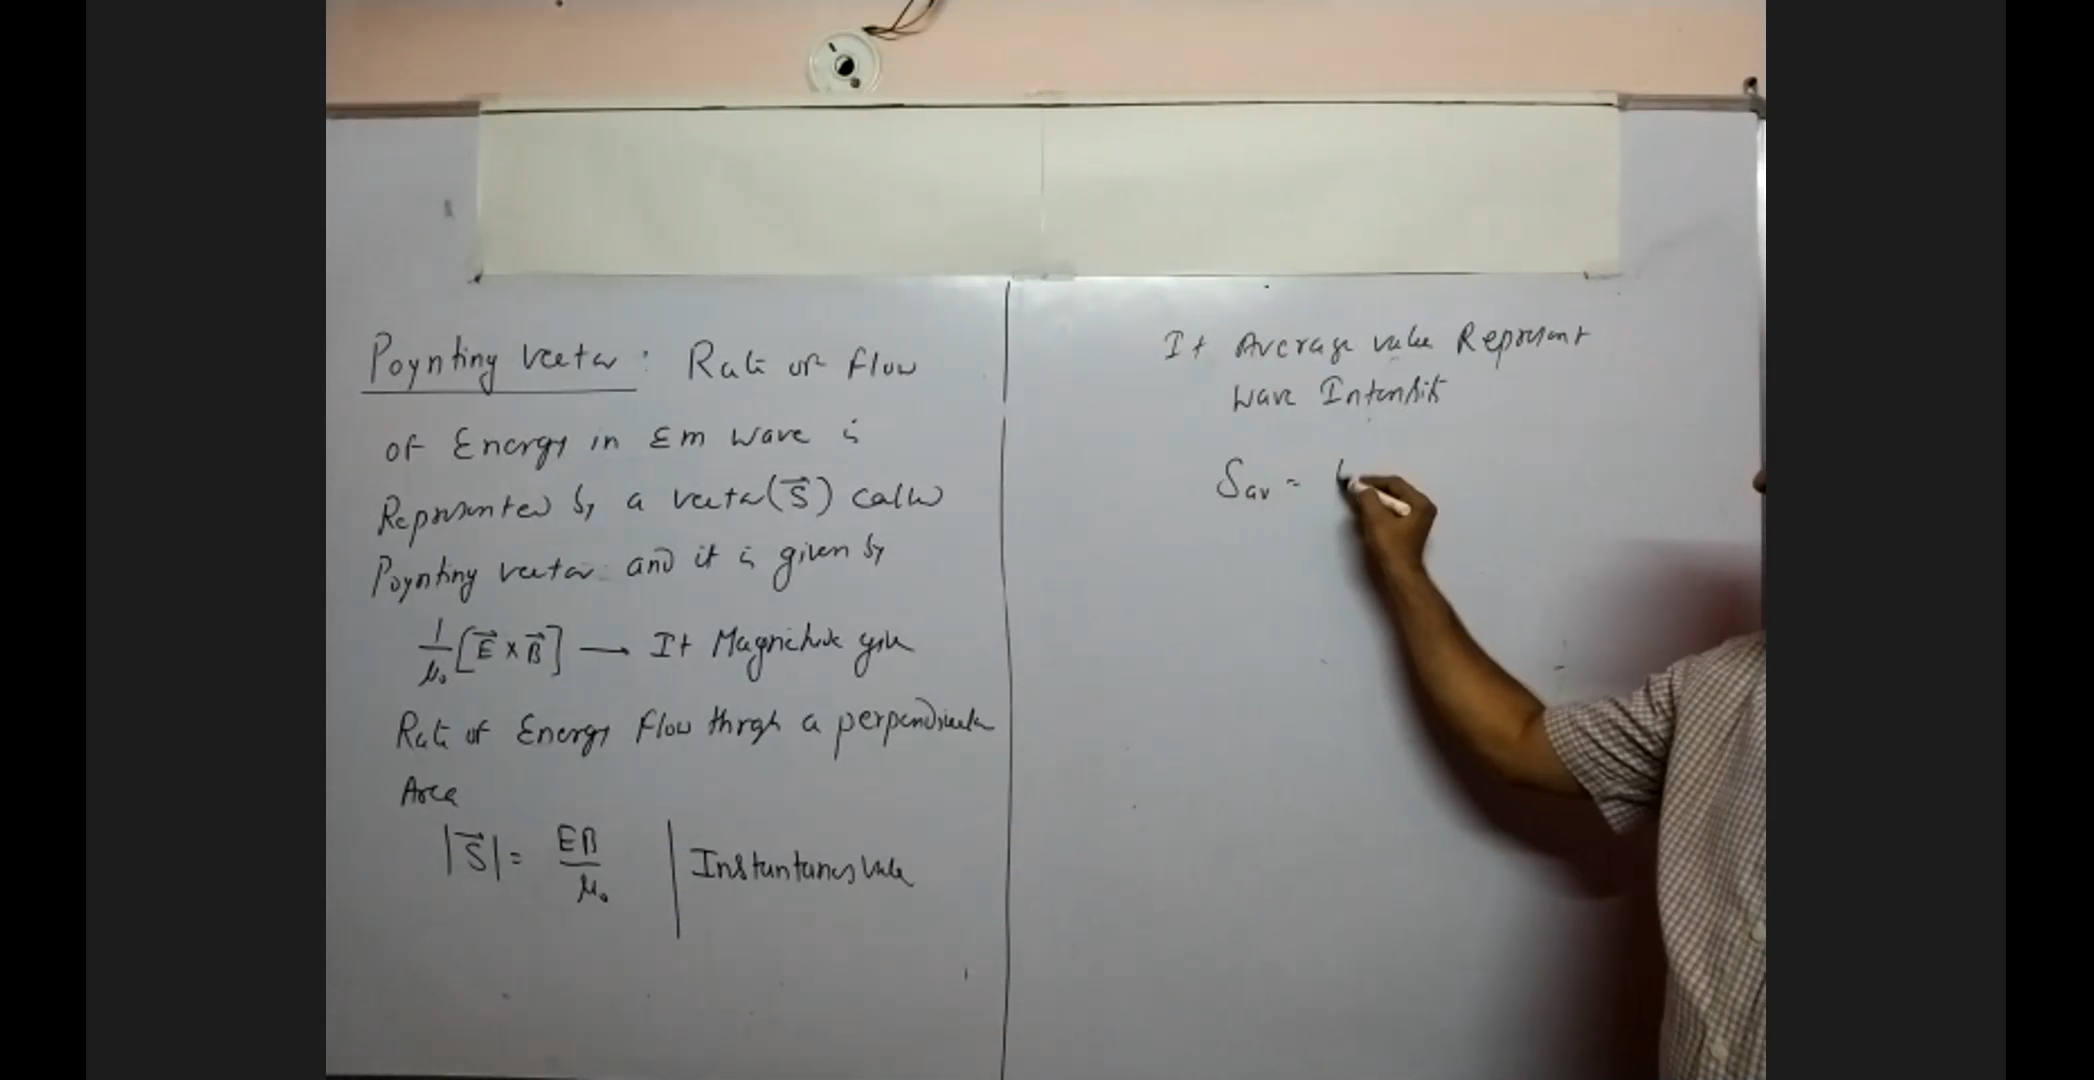 Poynting Vector : Rate of flow
of Energy in Em wave is
Represented by a vector (S⃗) called
Poynting vector and it is given by
1/μ₀ [E⃗ × B⃗] → It Magnitude give
Rate of Energy flow through a perpendicular
Area
|S⃗| = EB/μ₀ | Instantaneous value
It Average value Represent
wave Intensity
Sav =